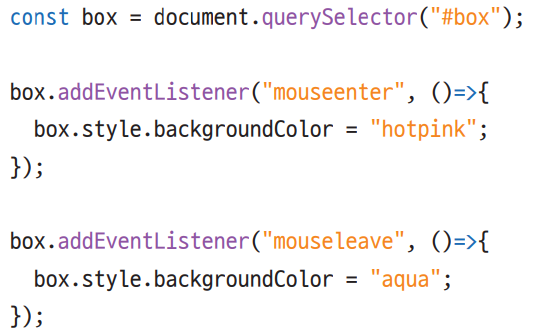 const box = document.querySelector("#box");
box.addEventListener("mouseenter", ()=>{
  box.style.backgroundColor = "hotpink";
});
box.addEventListener("mouseleave", ()=>{
  box.style.backgroundColor = "aqua";
});